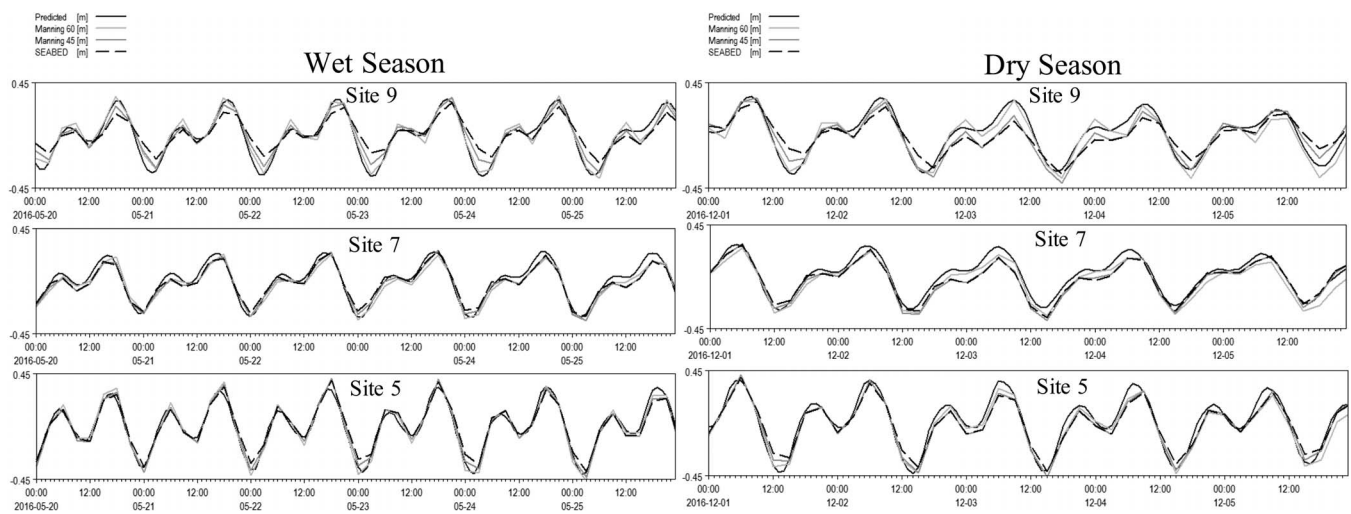 Predicted [m]
Manning 60 [m]
Manning 45 [m]
SEABED [m]
Wet Season
0.45
Site 9
-0.45
00:00 12:00 00:00 12:00 00:00 12:00 00:00 12:00 00:00 12:00 00:00 12:00
2016-05-20 05-21 05-22 05-23 05-24 05-25
0.45
Site 7
-0.45
00:00 12:00 00:00 12:00 00:00 12:00 00:00 12:00 00:00 12:00 00:00 12:00
2016-05-20 05-21 05-22 05-23 05-24 05-25
0.45
Site 5
-0.45
00:00 12:00 00:00 12:00 00:00 12:00 00:00 12:00 00:00 12:00 00:00 12:00
2016-05-20 05-21 05-22 05-23 05-24 05-25
Predicted [m]
Manning 60 [m]
Manning 45 [m]
SEABED [m]
Dry Season
0.45
Site 9
-0.45
00:00 12:00 00:00 12:00 00:00 12:00 00:00 12:00 00:00 12:00
2016-12-01 12-02 12-03 12-04 12-05
0.45
Site 7
-0.45
00:00 12:00 00:00 12:00 00:00 12:00 00:00 12:00 00:00 12:00
2016-12-01 12-02 12-03 12-04 12-05
0.45
Site 5
-0.45
00:00 12:00 00:00 12:00 00:00 12:00 00:00 12:00 00:00 12:00
2016-12-01 12-02 12-03 12-04 12-05